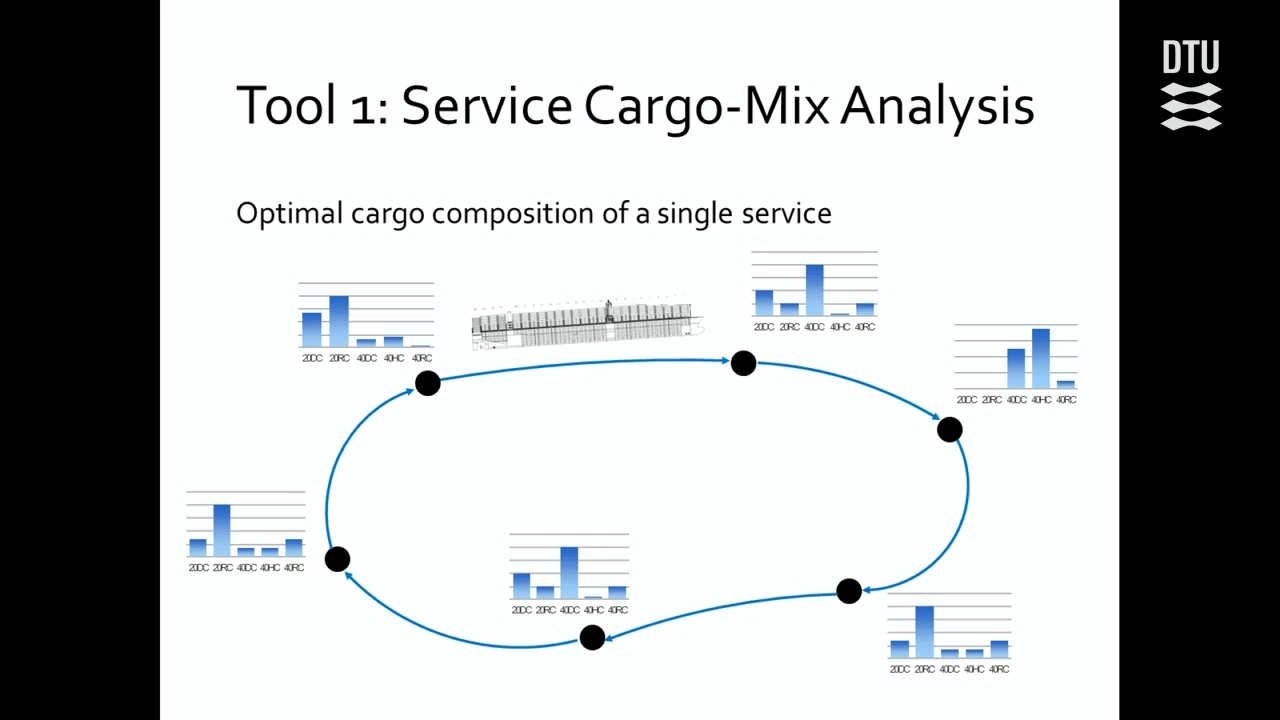 DTU
Tool 1: Service Cargo-Mix Analysis
Optimal cargo composition of a single service
20DC 20RC 40DC 40HC 40RC
20DC 20RC 40DC 40HC 40RC
20DC 20RC 40DC 40HC 40RC
20DC 20RC 40DC 40HC 40RC
20DC 20RC 40DC 40HC 40RC
20DC 20RC 40DC 40HC 40RC